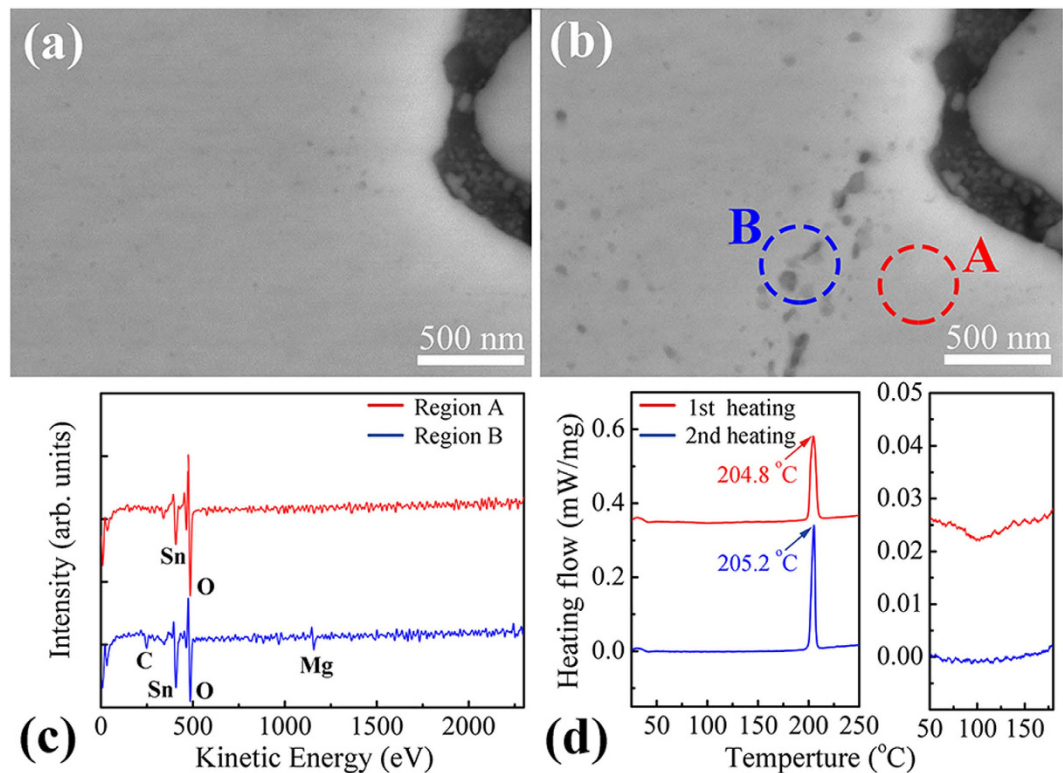 (a)
500 nm
(b)
B
A
500 nm
Region A
Region B
Intensity (arb. units)
Sn
O
C
Sn
O
Mg
0 500 1000 1500 2000
Kinetic Energy (eV)
(c)
1st heating
2nd heating
204.8 °C
205.2 °C
Heating flow (mW/mg)
0.6
0.4
0.2
0.0
50 100 150 200 250
0.05
0.04
0.03
0.02
0.01
0.00
50 100 150
Temperture (°C)
(d)